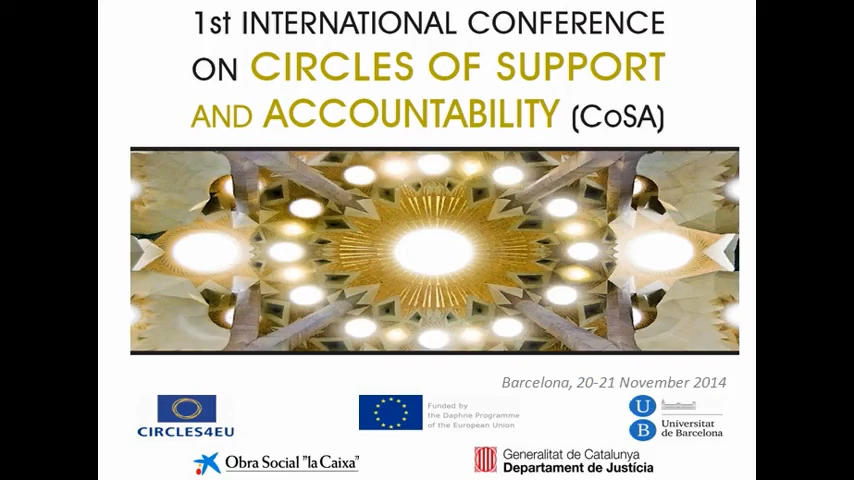 1st INTERNATIONAL CONFERENCE
ON CIRCLES OF SUPPORT
AND ACCOUNTABILITY (CoSA)
Barcelona, 20-21 November 2014
CIRCLES4EU
Funded by
the Daphne Programme
of the European Union
U
B
Universitat
de Barcelona
Obra Social "la Caixa"
Generalitat de Catalunya
Departament de Justícia